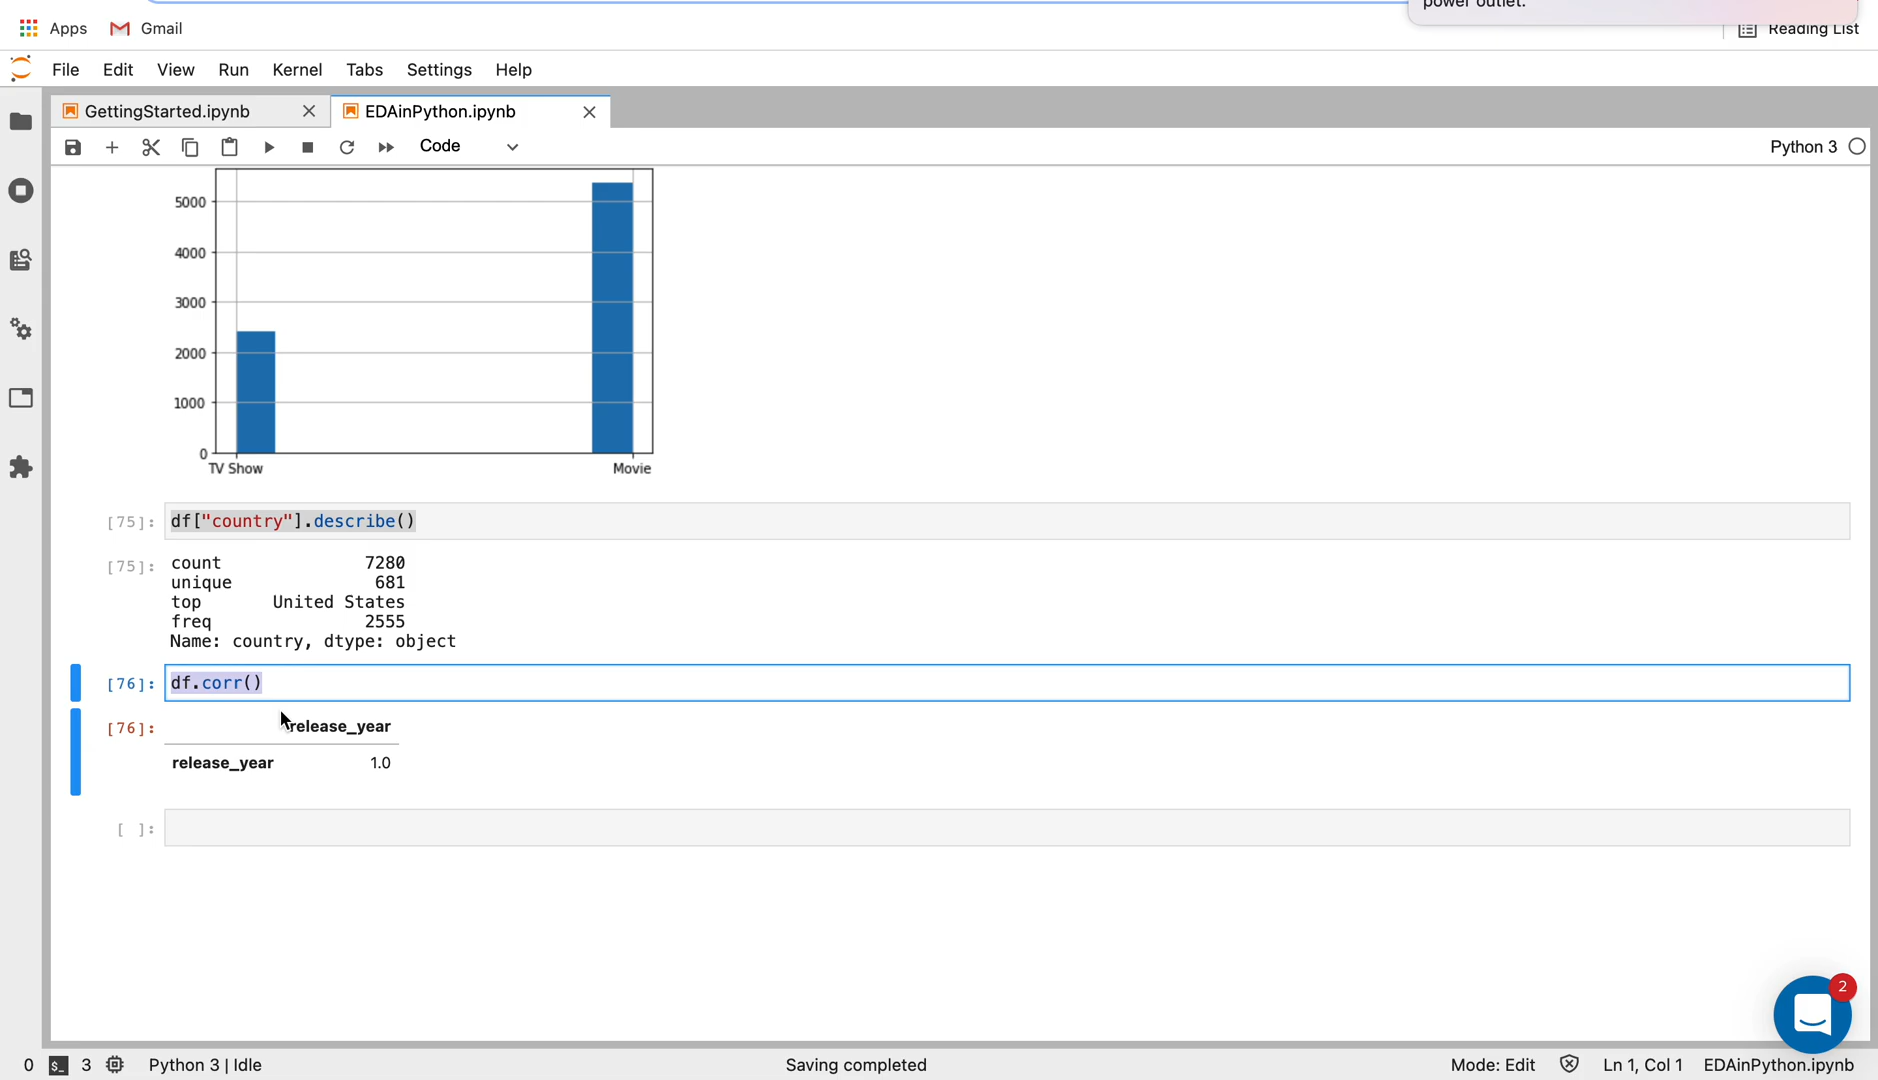 power outlet.
Apps Gmail Reading List
File Edit View Run Kernel Tabs Settings Help
GettingStarted.ipynb EDAinPython.ipynb
Code Python 3
5000
4000
3000
2000
1000
0
TV Show Movie
[75]: df["country"].describe()
[75]: count 7280
unique 681
top United States
freq 2555
Name: country, dtype: object
[76]: df.corr()
[76]: release_year
release_year 1.0
[ ]:
2
0 $_ 3 Python 3 | Idle Saving completed Mode: Edit Ln 1, Col 1 EDAinPython.ipynb